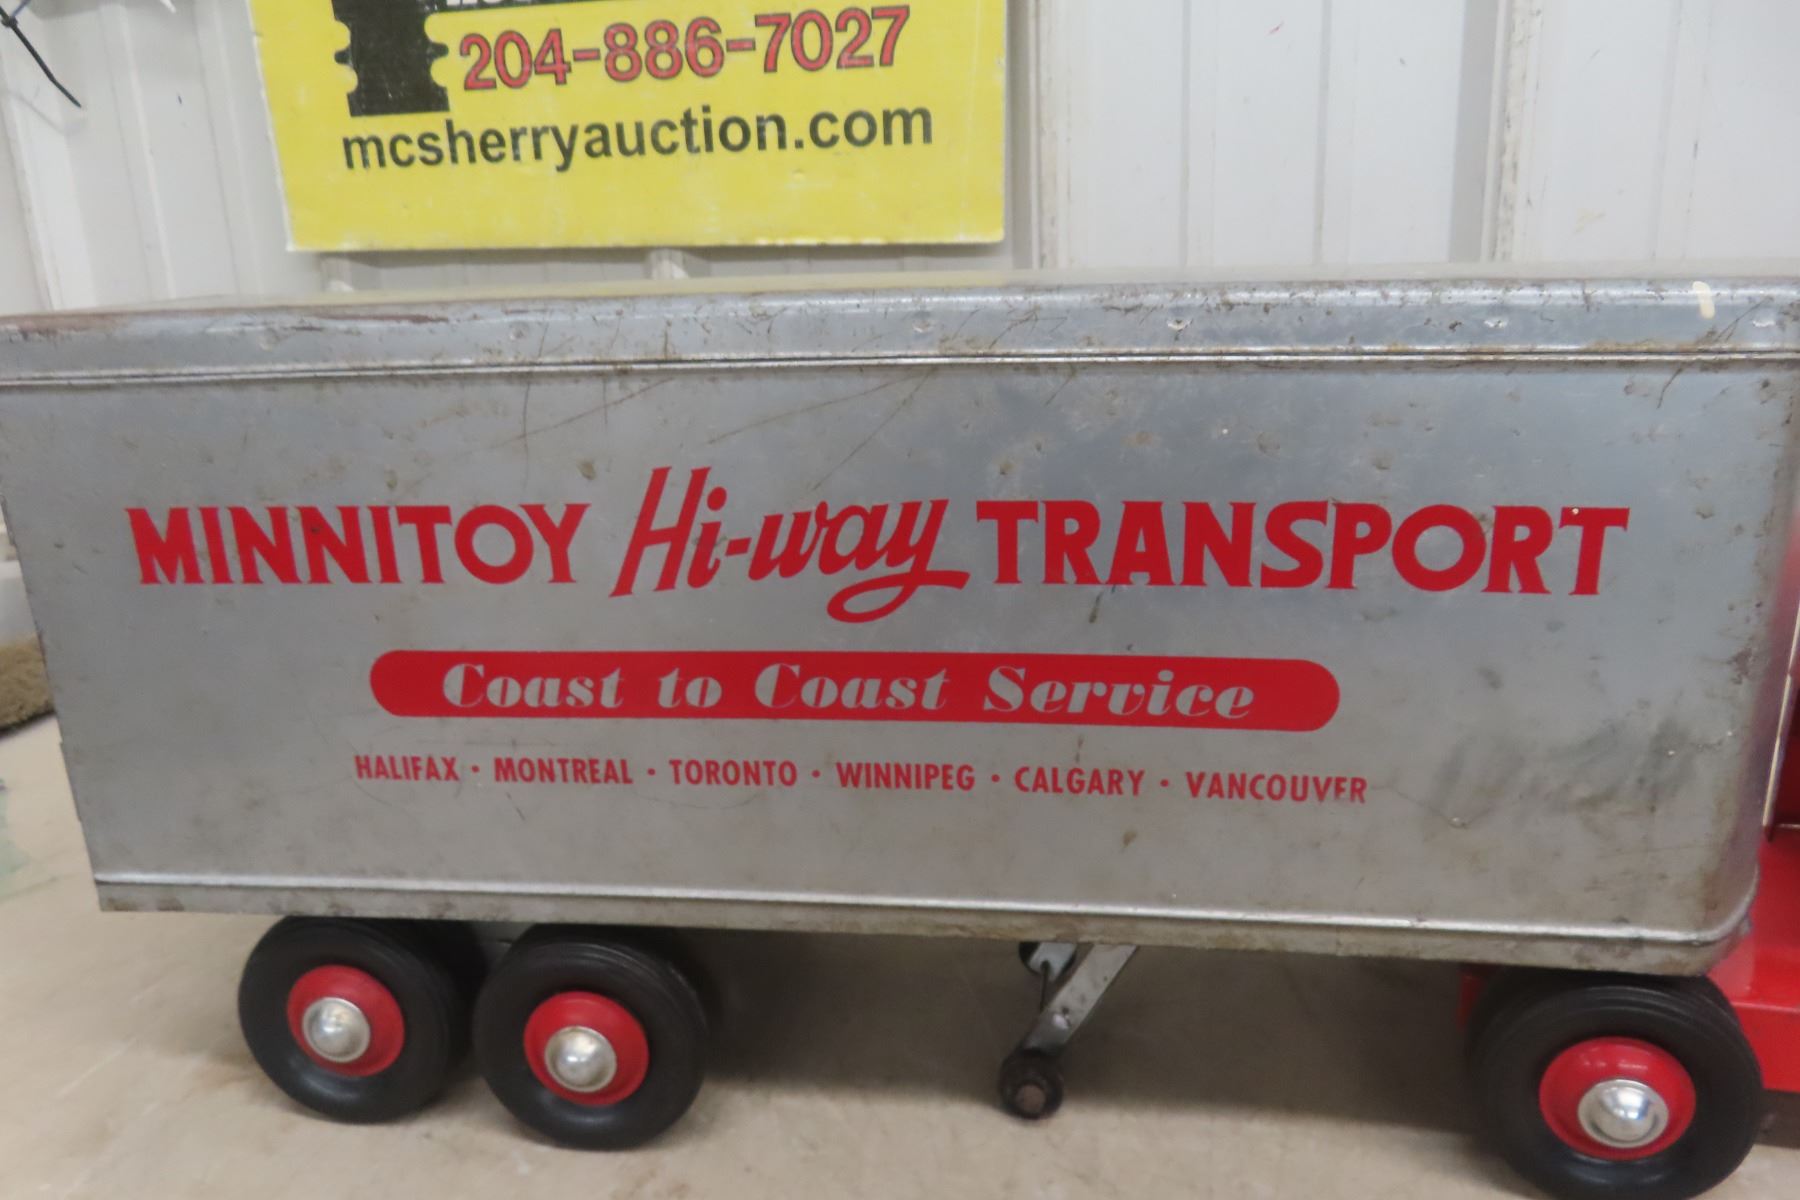 204-886-7027
mcsherryauction.com
MINNITOY Hi-way TRANSPORT
Coast to Coast Service
HALIFAX · MONTREAL · TORONTO · WINNIPEG · CALGARY · VANCOUVER